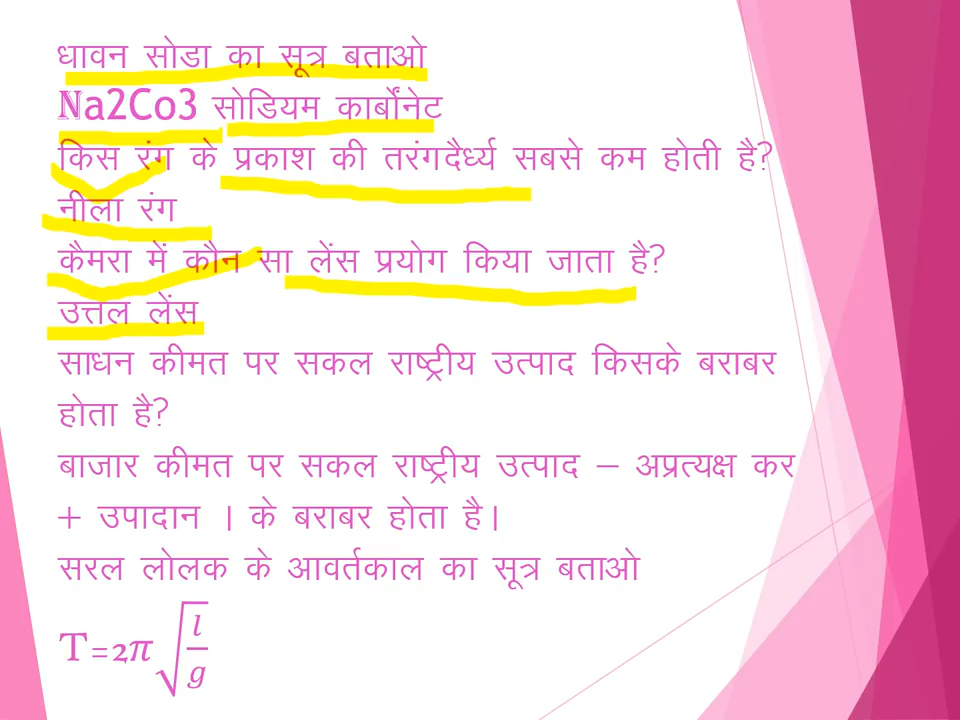 धावन सोडा का सूत्र बताओ
Na2Co3 सोडियम कार्बोनेट
किस रंग के प्रकाश की तरंगदैर्ध्य सबसे कम होती है?
नीला रंग
कैमरा में कौन सा लेंस प्रयोग किया जाता है?
उत्तल लेंस
साधन कीमत पर सकल राष्ट्रीय उत्पाद किसके बराबर
होता है?
बाजार कीमत पर सकल राष्ट्रीय उत्पाद – अप्रत्यक्ष कर
+ उपादान । के बराबर होता है।
सरल लोलक के आवर्तकाल का सूत्र बताओ
T=2π√(l/g)